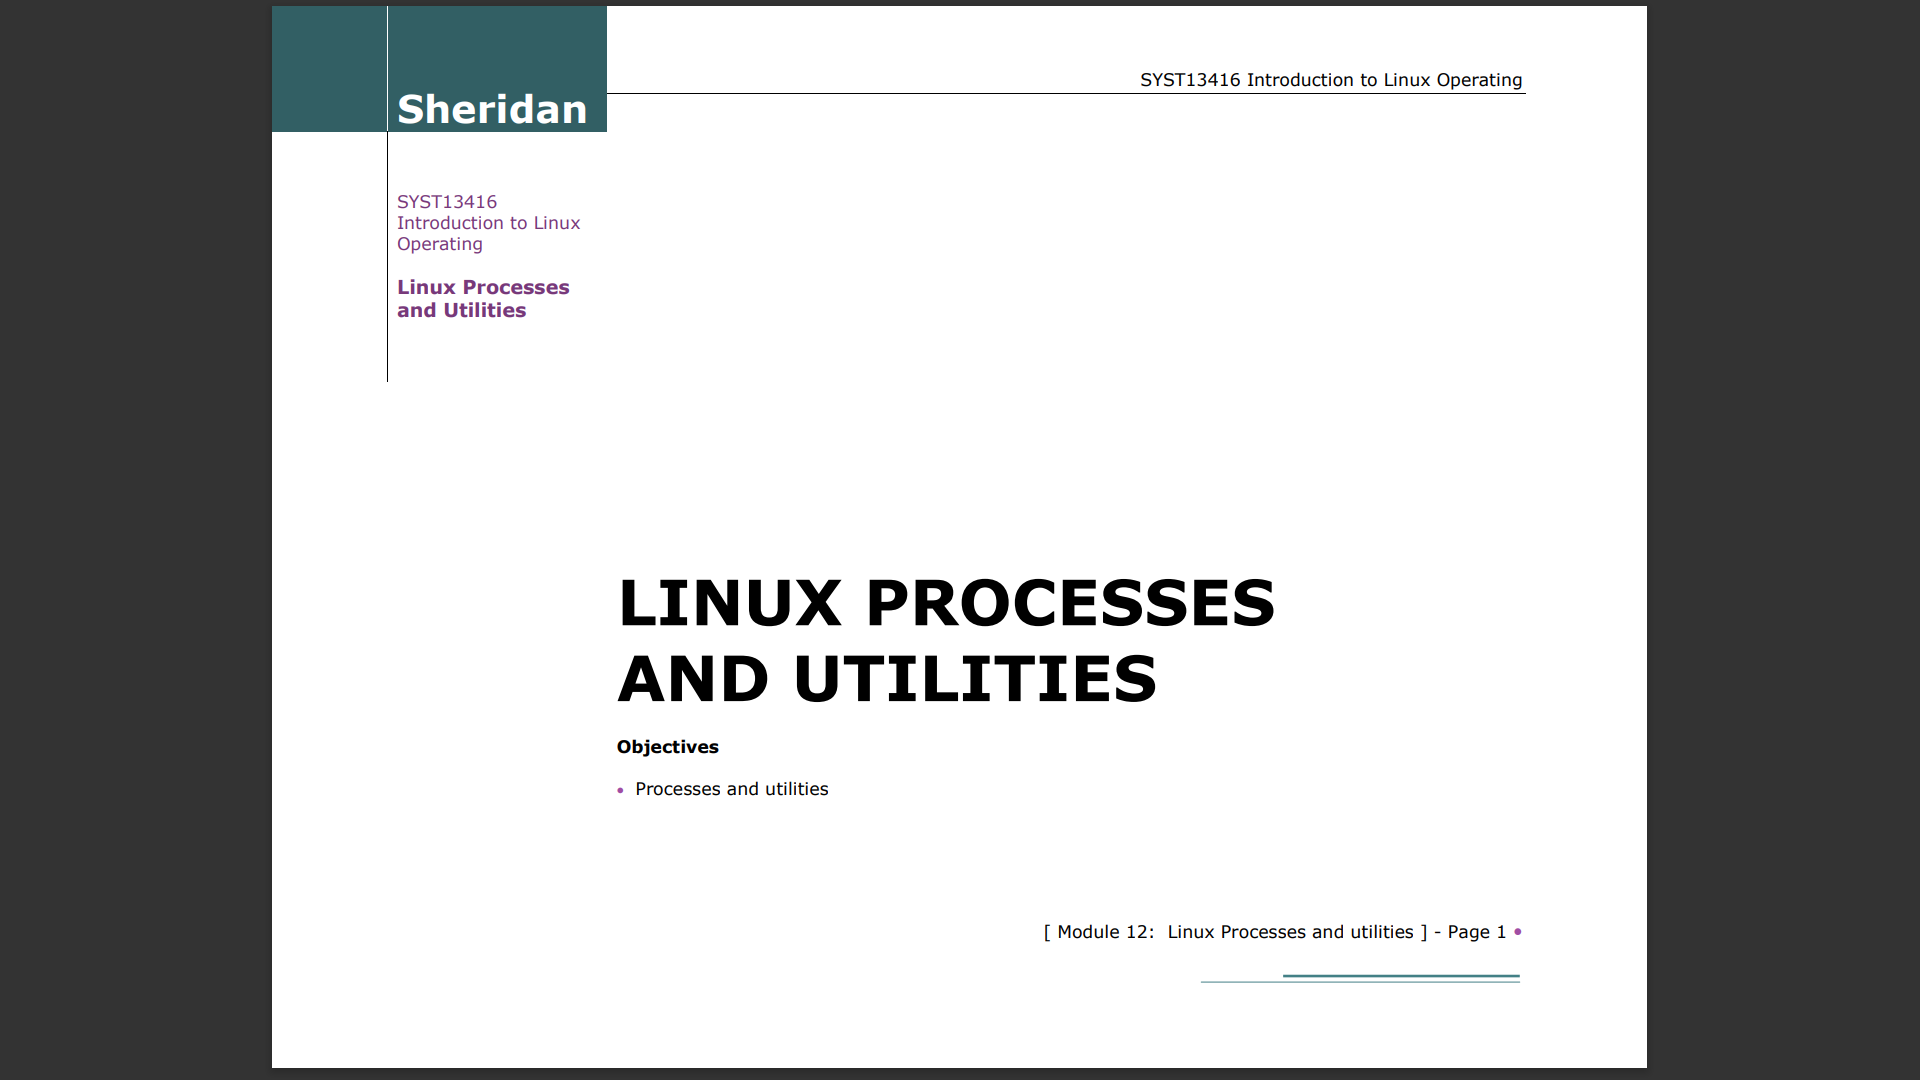 Sheridan
SYST13416 Introduction to Linux Operating
SYST13416
Introduction to Linux
Operating
Linux Processes
and Utilities
LINUX PROCESSES
AND UTILITIES
Objectives
• Processes and utilities
[ Module 12:  Linux Processes and utilities ] - Page 1 •